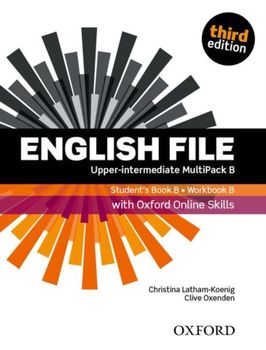 third
edition
ENGLISH FILE
Upper-intermediate MultiPack B
Student's Book B • Workbook B
with Oxford Online Skills
Christina Latham-Koenig
Clive Oxenden
OXFORD